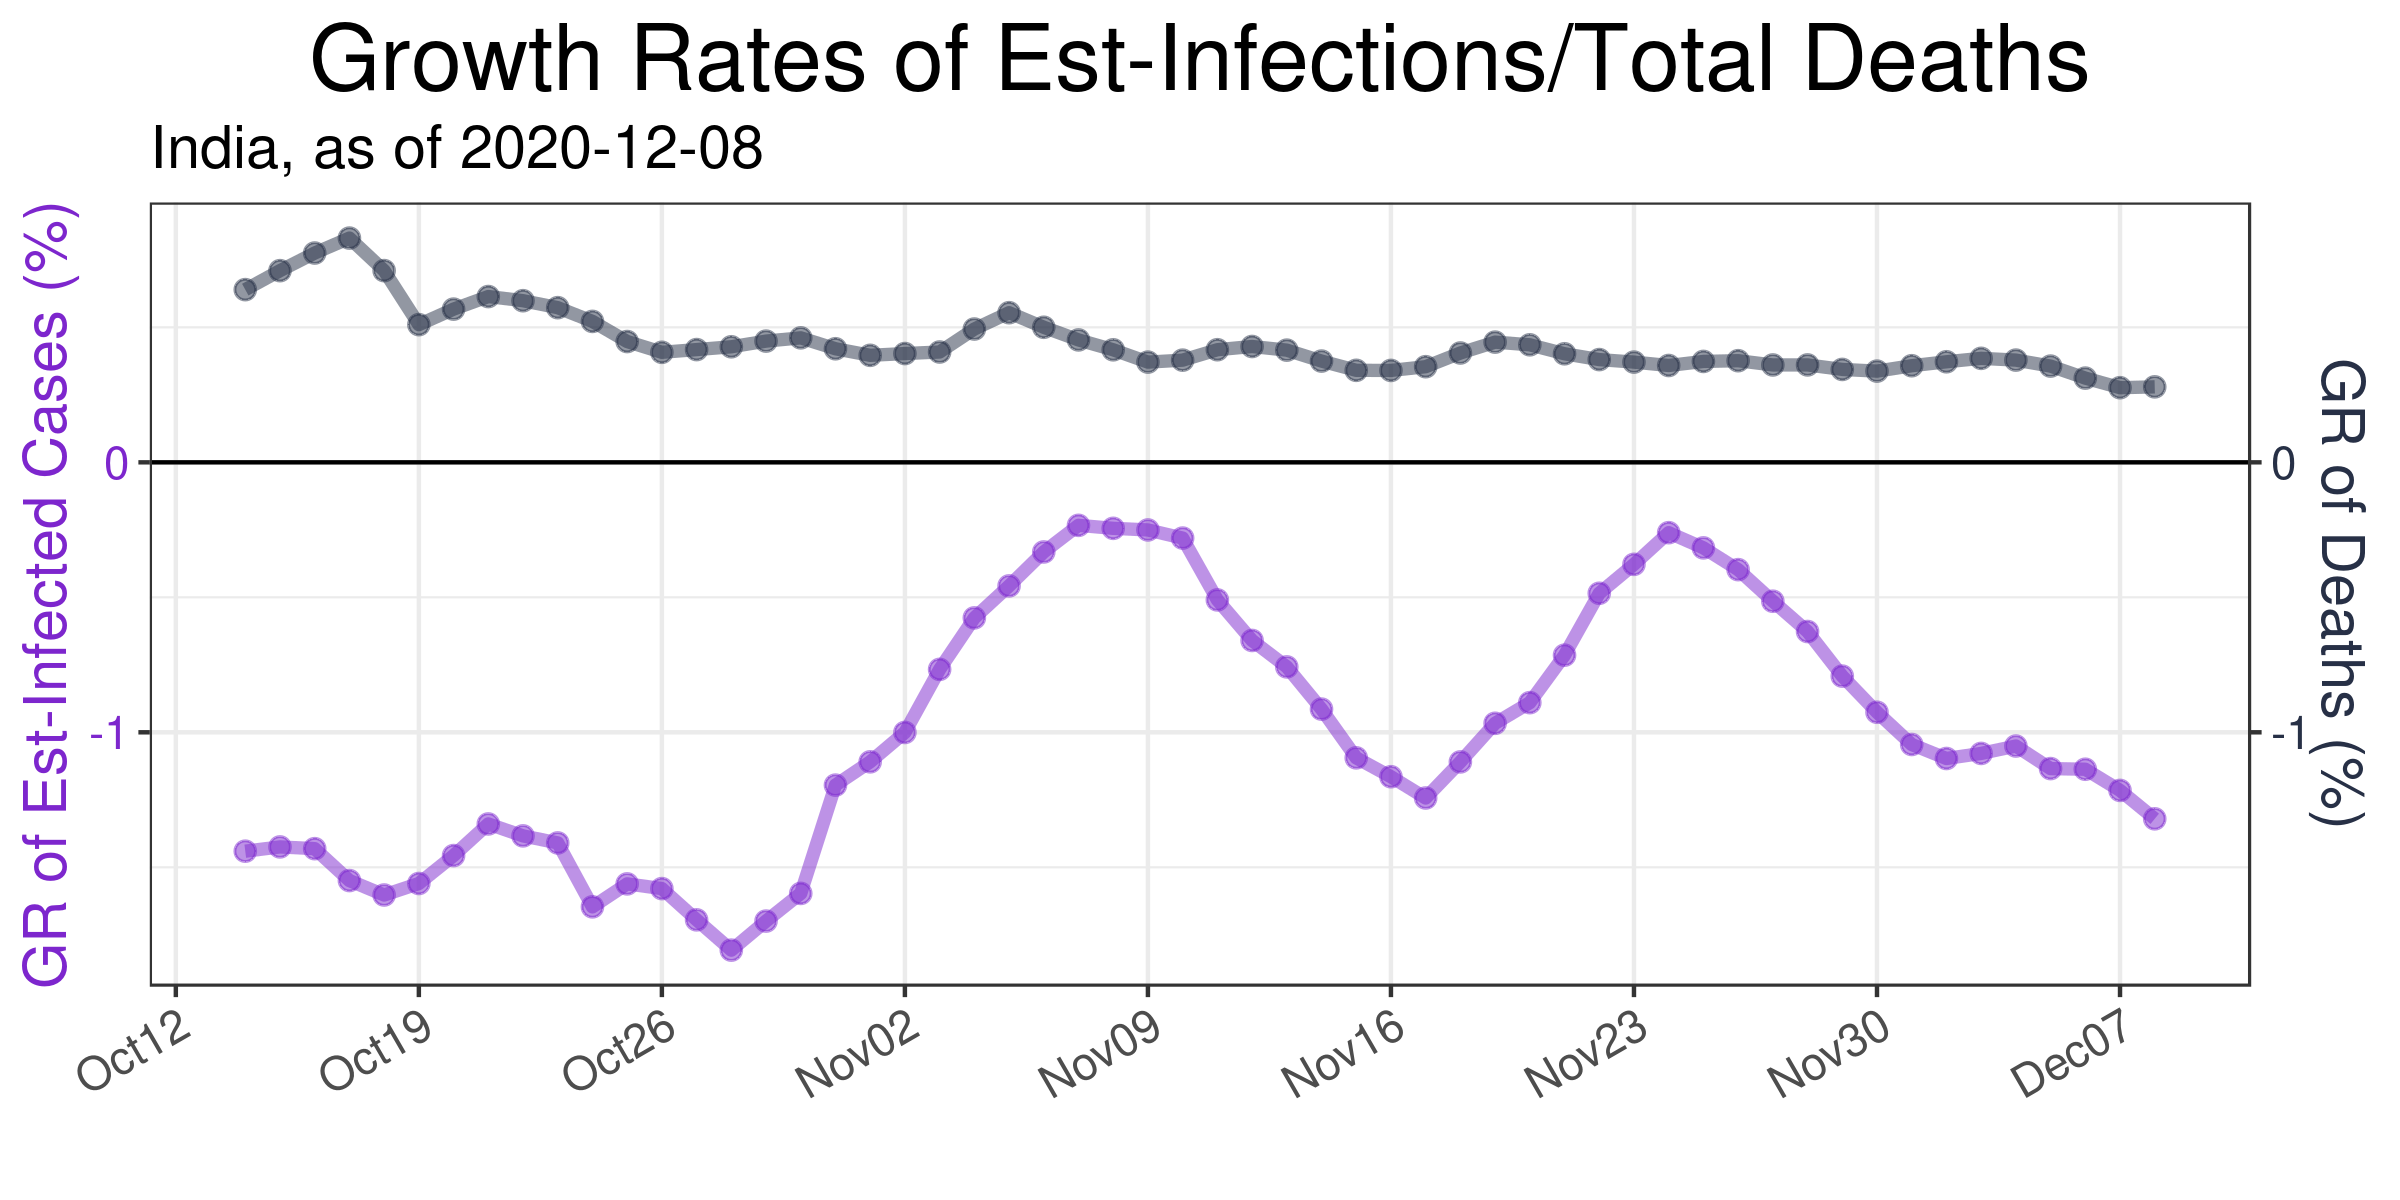 Growth Rates of Est-Infections/Total Deaths
India, as of 2020-12-08
GR of Est-Infected Cases (%)
0
-1
0
-1
GR of Deaths (%)
Oct12
Oct19
Oct26
Nov02
Nov09
Nov16
Nov23
Nov30
Dec07